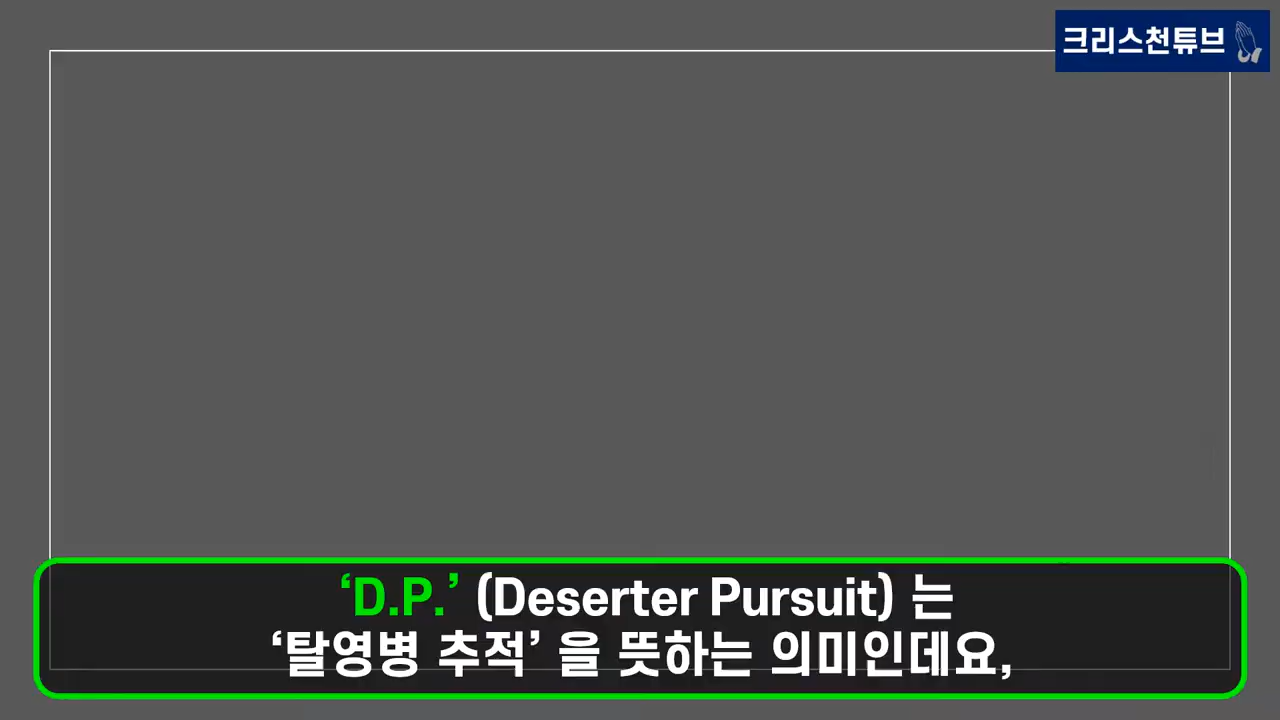 크리스천튜브
‘D.P.’ (Deserter Pursuit) 는
‘탈영병 추적’ 을 뜻하는 의미인데요,